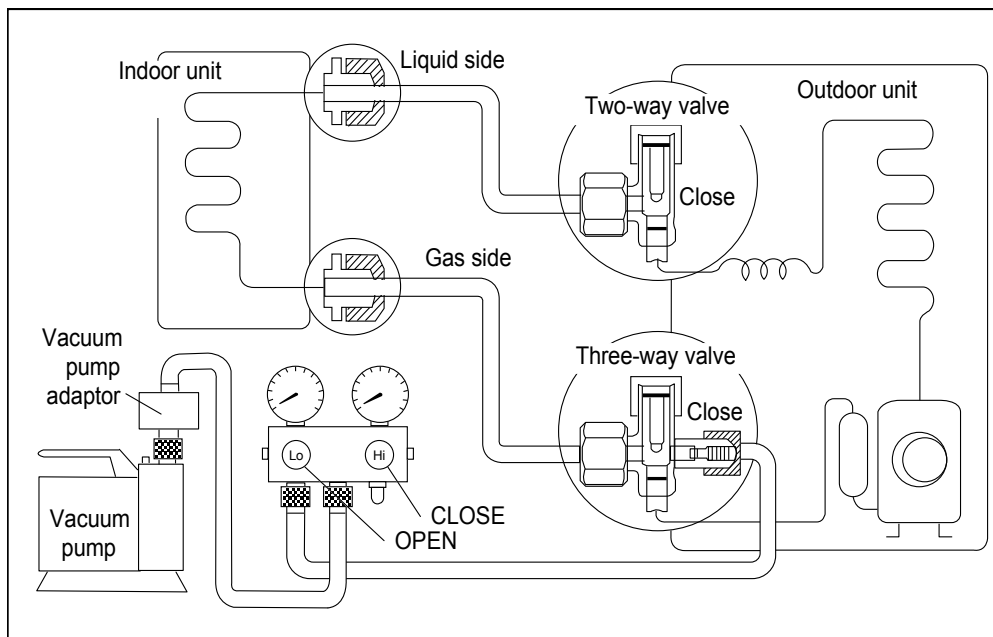 Indoor unit
Liquid side
Two-way valve
Outdoor unit
Close
Gas side
Three-way valve
Close
Vacuum
pump
adaptor
Lo
Hi
CLOSE
OPEN
Vacuum
pump